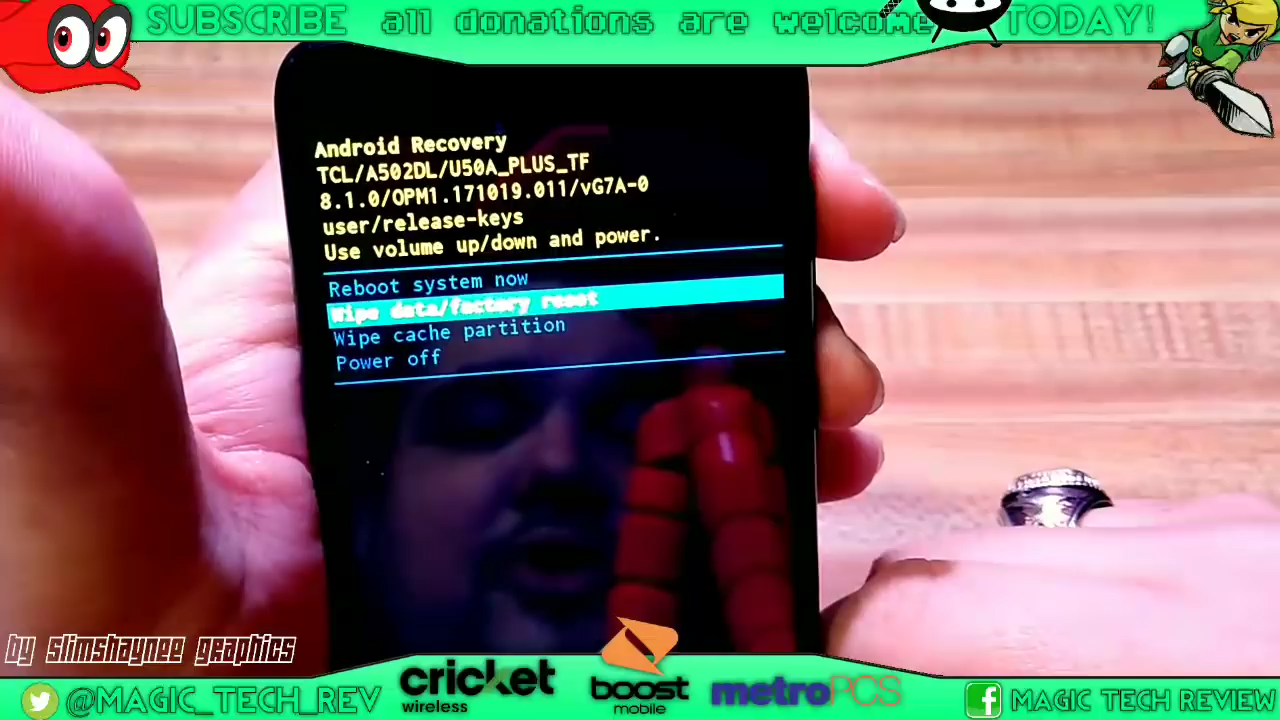 SUBSCRIBE all donations are welcome TODAY!
Android Recovery
TCL/A502DL/U50A_PLUS_TF
8.1.0/OPM1.171019.011/vG7A-0
user/release-keys
Use volume up/down and power.
Reboot system now
Wipe data/factory reset
Wipe cache partition
Power off
by slimshaynee graphics
@MAGIC_TECH_REV
cricket
wireless
boost
mobile
metroPCS
MAGIC TECH REVIEW